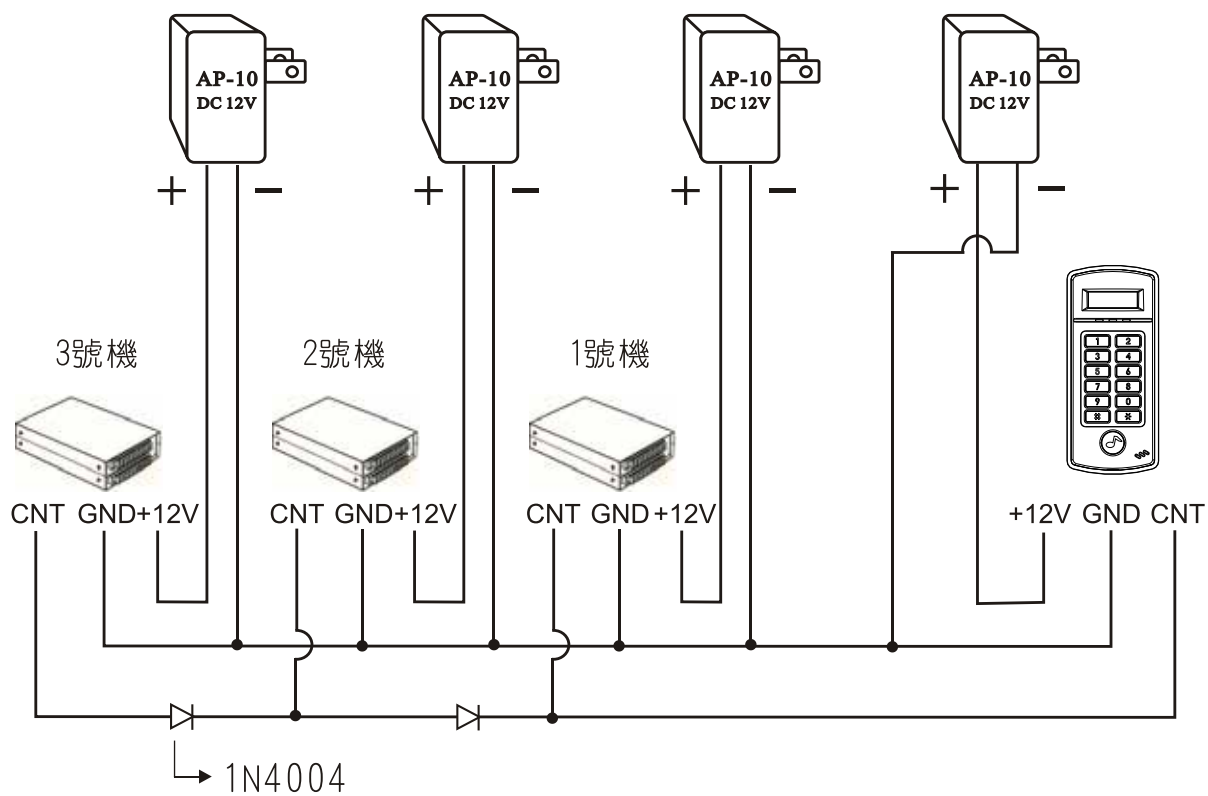 AP-10
DC 12V
AP-10
DC 12V
AP-10
DC 12V
AP-10
DC 12V
+ −
+ −
+ −
+ −
3號機
2號機
1號機
1 2
3 4
5 6
7 8
9 0
# *
CNT GND+12V
CNT GND+12V
CNT GND +12V
+12V GND CNT
1N4004